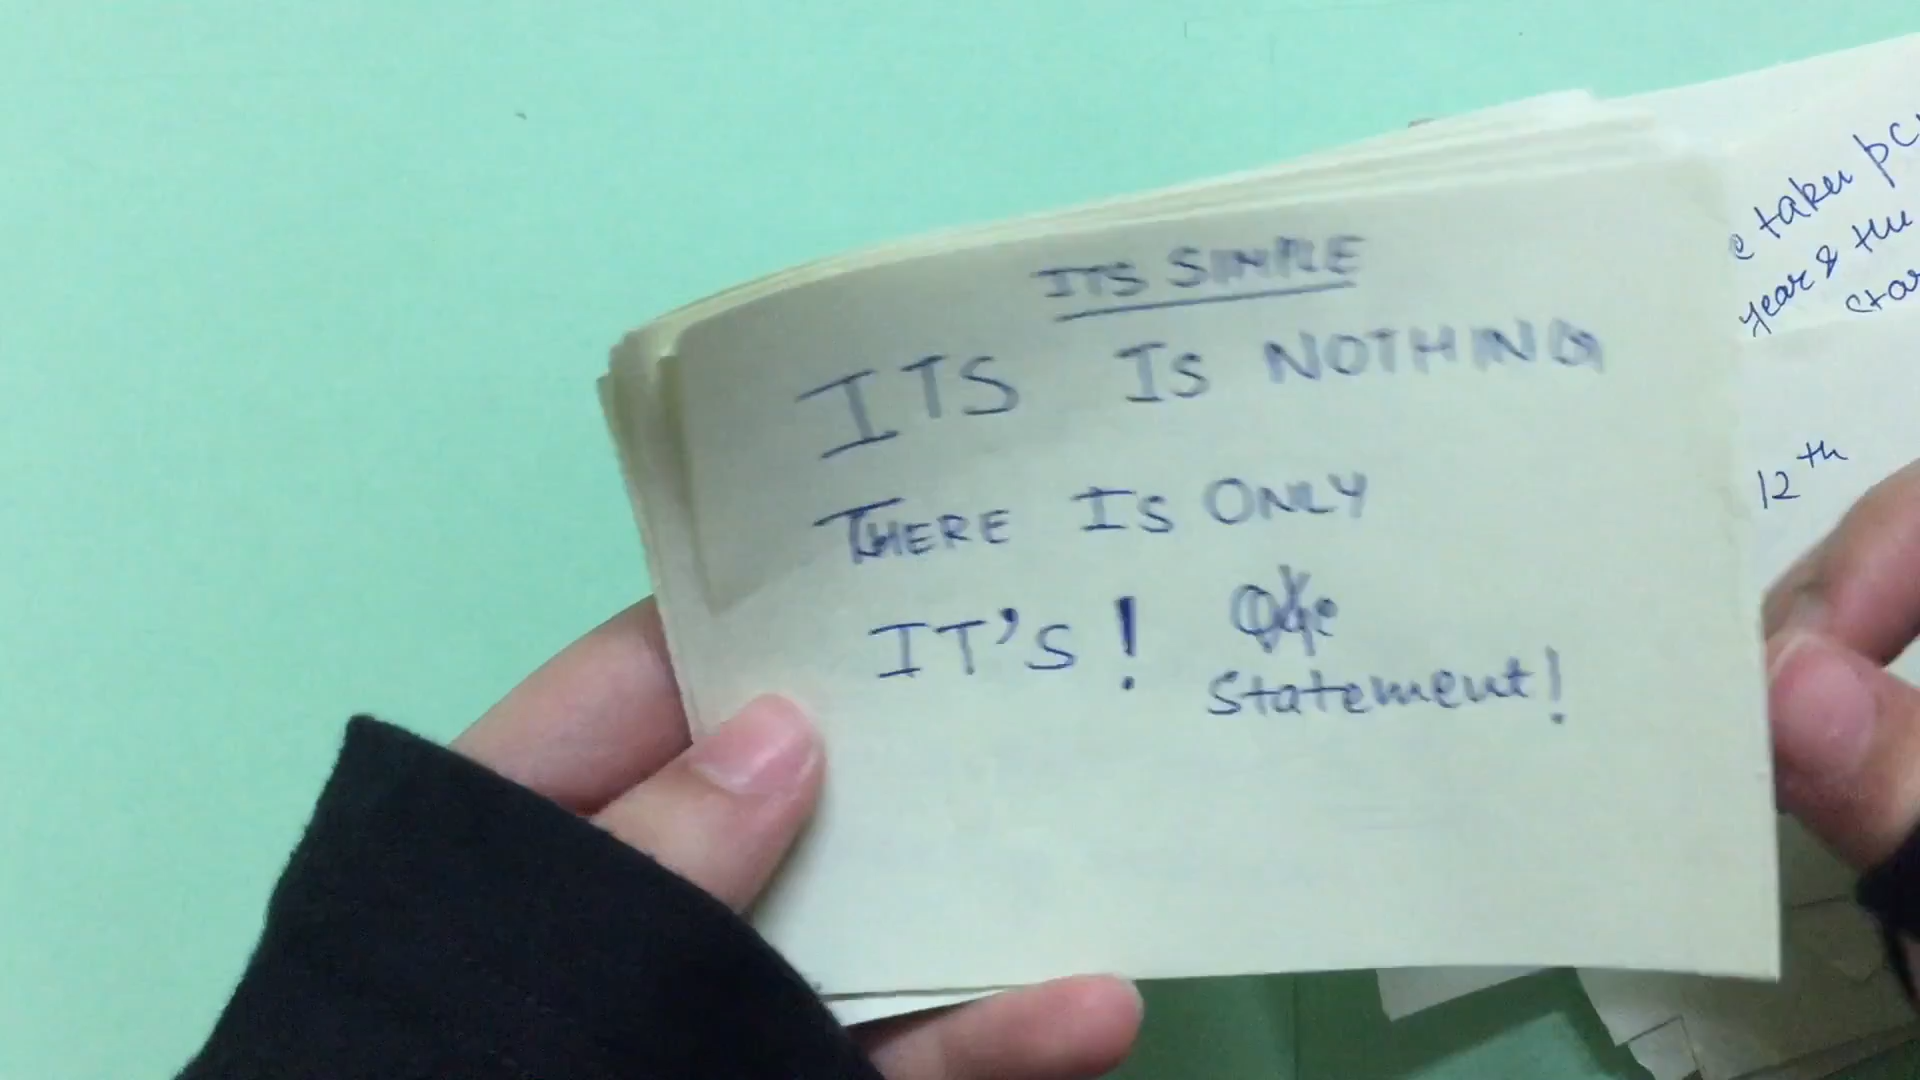 ITS SIMPLE
ITS IS NOTHING
THERE IS ONLY
IT'S!
Statement!
taken
year & the
12th